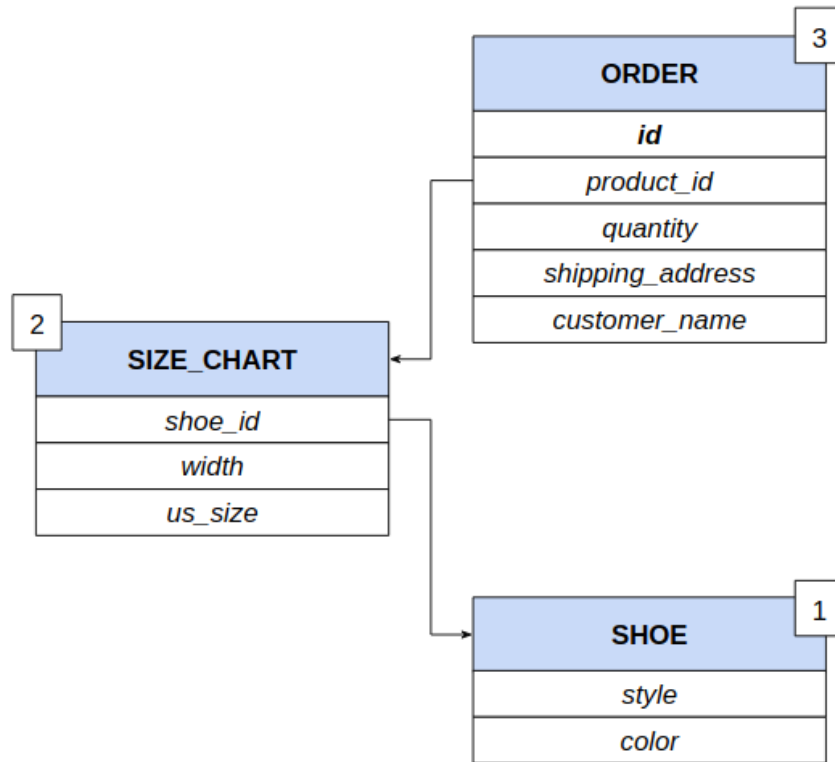 3
ORDER
id
product_id
quantity
shipping_address
customer_name
2
SIZE_CHART
shoe_id
width
us_size
1
SHOE
style
color